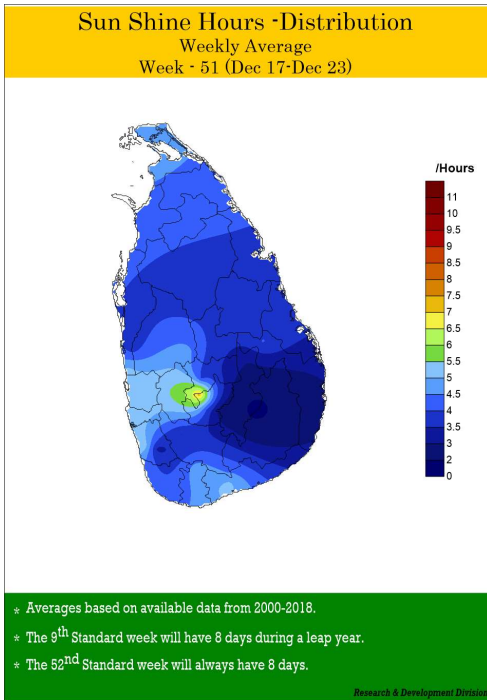 Sun Shine Hours -Distribution
Weekly Average
Week - 51 (Dec 17-Dec 23)
/Hours
11
10
9.5
9
8.5
8
7.5
7
6.5
6
5.5
5
4.5
4
3.5
3
2
0
* Averages based on available data from 2000-2018.
* The 9th Standard week will have 8 days during a leap year.
* The 52nd Standard week will always have 8 days.
Research & Development Division